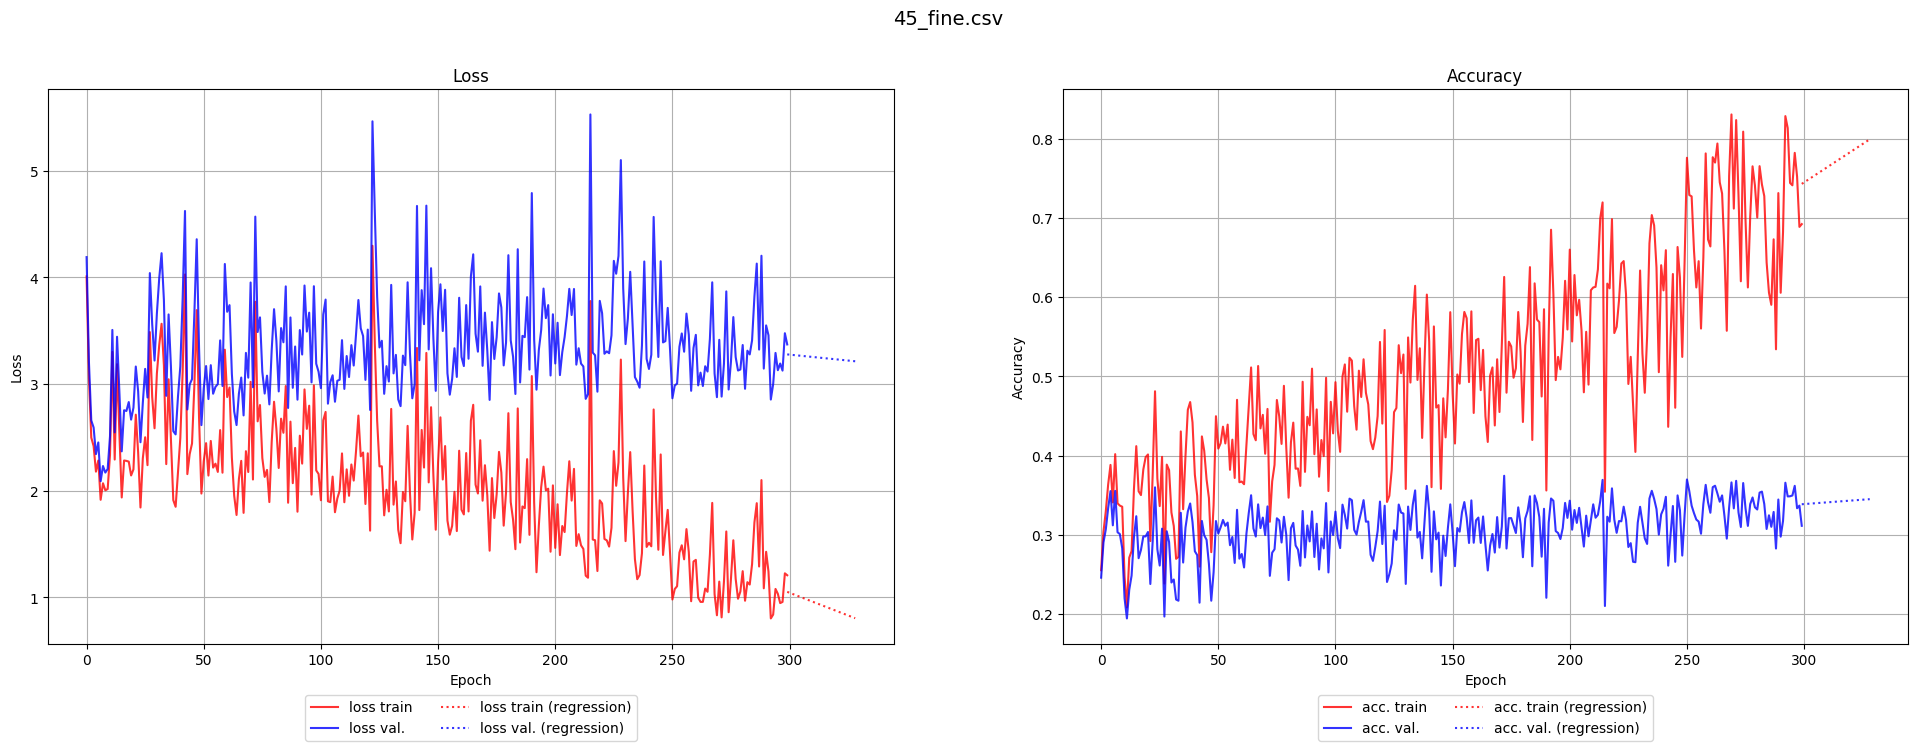 45_fine.csv
Loss
Loss
5
4
3
2
1
0 50 100 150 200 250 300
Epoch
loss train
loss val.
loss train (regression)
loss val. (regression)
Accuracy
Accuracy
0.8
0.7
0.6
0.5
0.4
0.3
0.2
0 50 100 150 200 250 300
Epoch
acc. train
acc. val.
acc. train (regression)
acc. val. (regression)